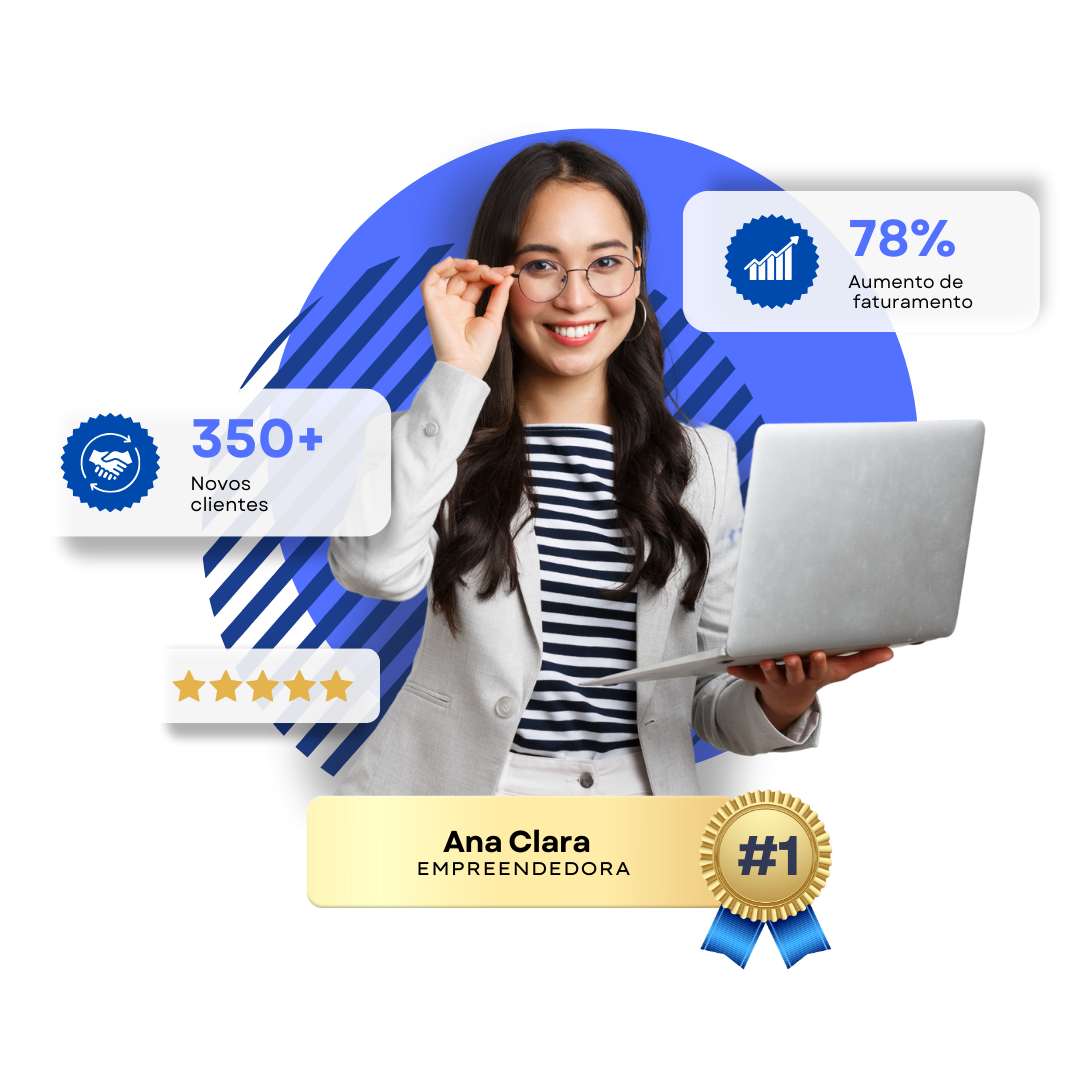 78%
Aumento de
faturamento
350+
Novos
clientes
Ana Clara
EMPREENDEDORA
#1